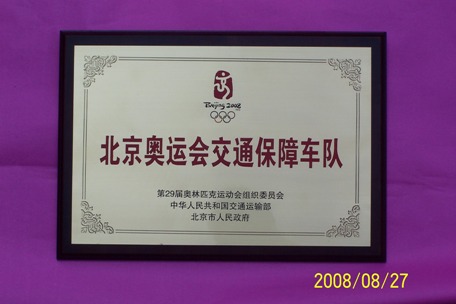 Beijing 2008
北京奥运会交通保障车队
第29届奥林匹克运动会组织委员会
中华人民共和国交通运输部
北京市人民政府
2008/08/27